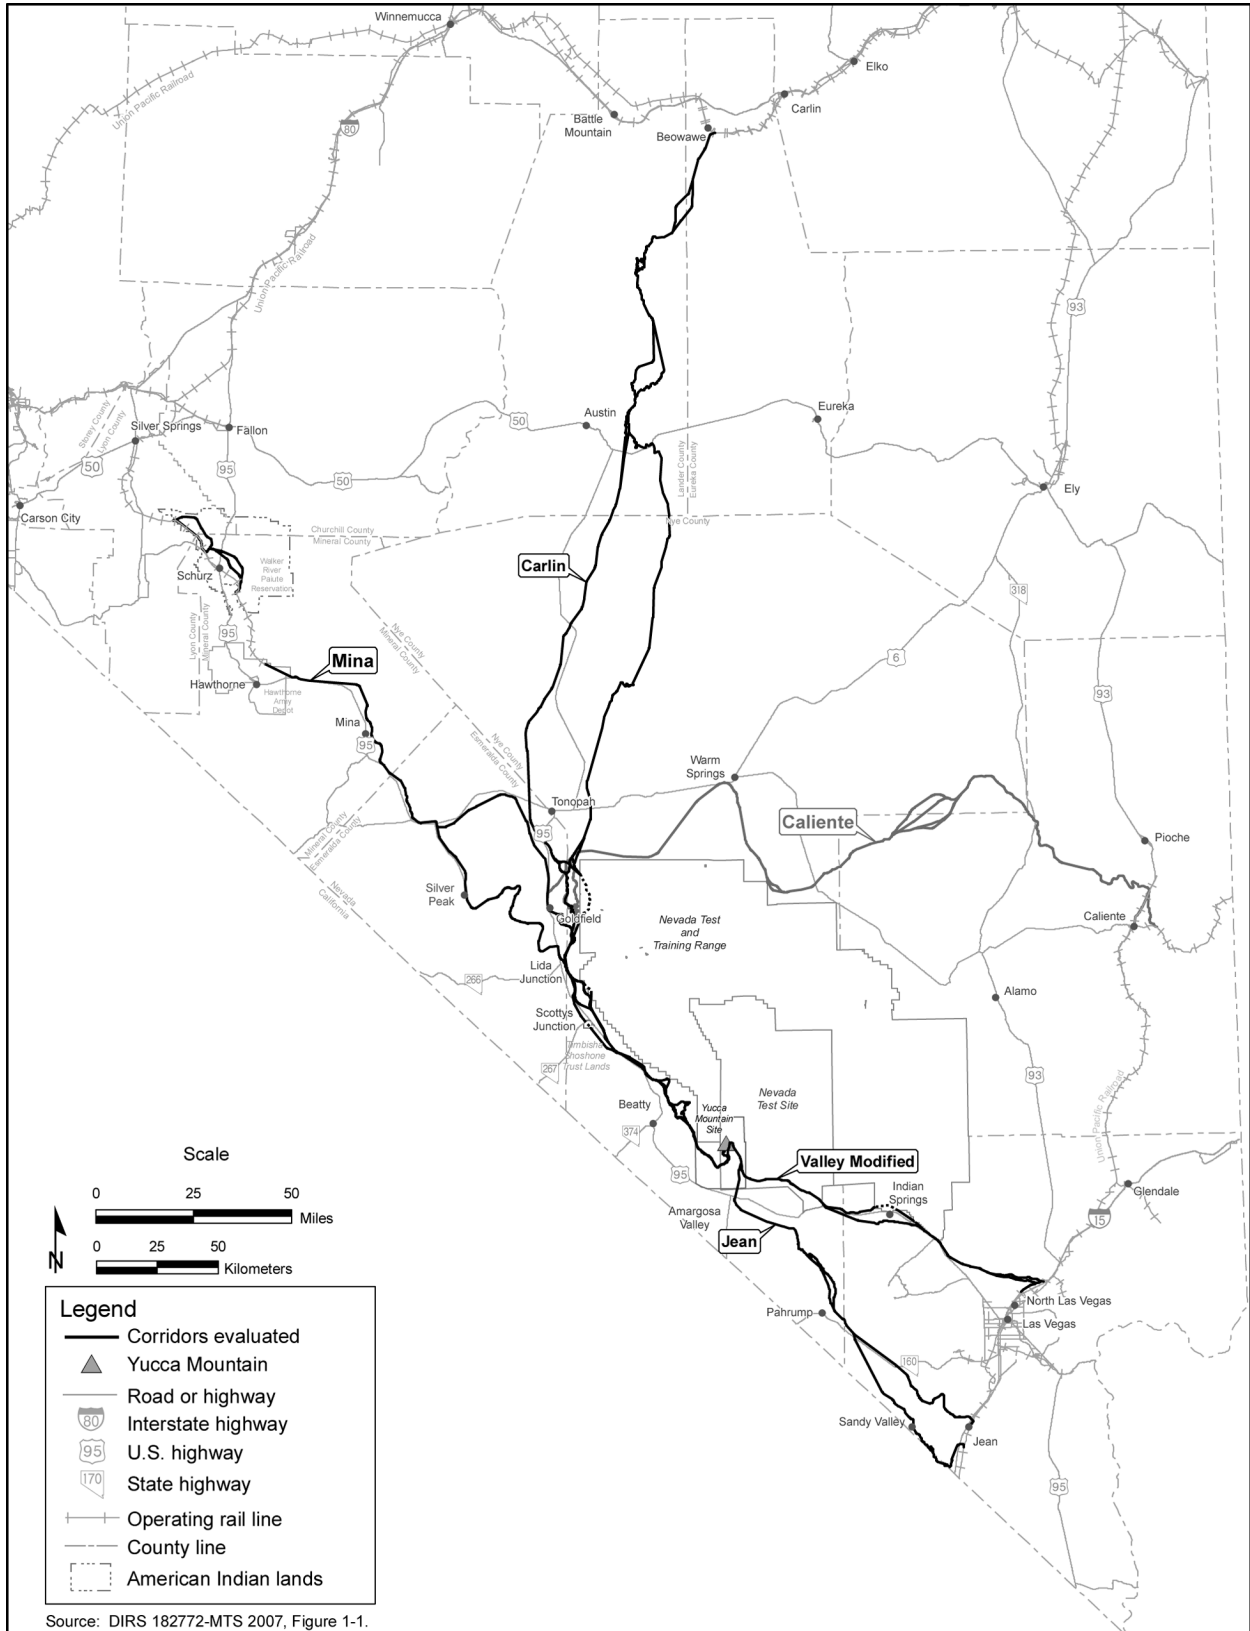 Winnemucca
Elko
Carlin
Union Pacific Railroad
Battle
Mountain
80
Beowawe
Union Pacific Railroad
93
Austin
Eureka
50
Storey County
Lyon County
Silver Springs
Fallon
50
95
50
Lander County
Eureka County
Ely
Carson City
Nye County
Churchill County
Mineral County
Carlin
Walker
River
Paiute
Reservation
Schurz
318
95
Lyon County
Mineral County
Nye County
Mineral County
6
Mina
Hawthorne
Hawthorne
Army
Depot
93
Mina
95
Nye County
Esmeralda County
Warm
Springs
Tonopah
95
Caliente
Pioche
Mineral County
Esmeralda County
Nevada
California
Silver
Peak
Goldfield
Nevada Test
and
Training Range
Caliente
Lida
Junction
266
Alamo
Scottys
Junction
Timbisha
Shoshone
Trust Lands
267
93
Nevada
Test Site
Beatty
Yucca
Mountain
Site
374
Union Pacific Railroad
Scale
0 25 50
Miles
0 25 50
Kilometers
N
Valley Modified
95
Indian
Springs
Glendale
15
Amargosa
Valley
Jean
North Las Vegas
Las Vegas
Pahrump
160
Sandy Valley
Jean
95
Legend
Corridors evaluated
Yucca Mountain
Road or highway
80
Interstate highway
95
U.S. highway
170
State highway
Operating rail line
County line
American Indian lands
Source: DIRS 182772-MTS 2007, Figure 1-1.